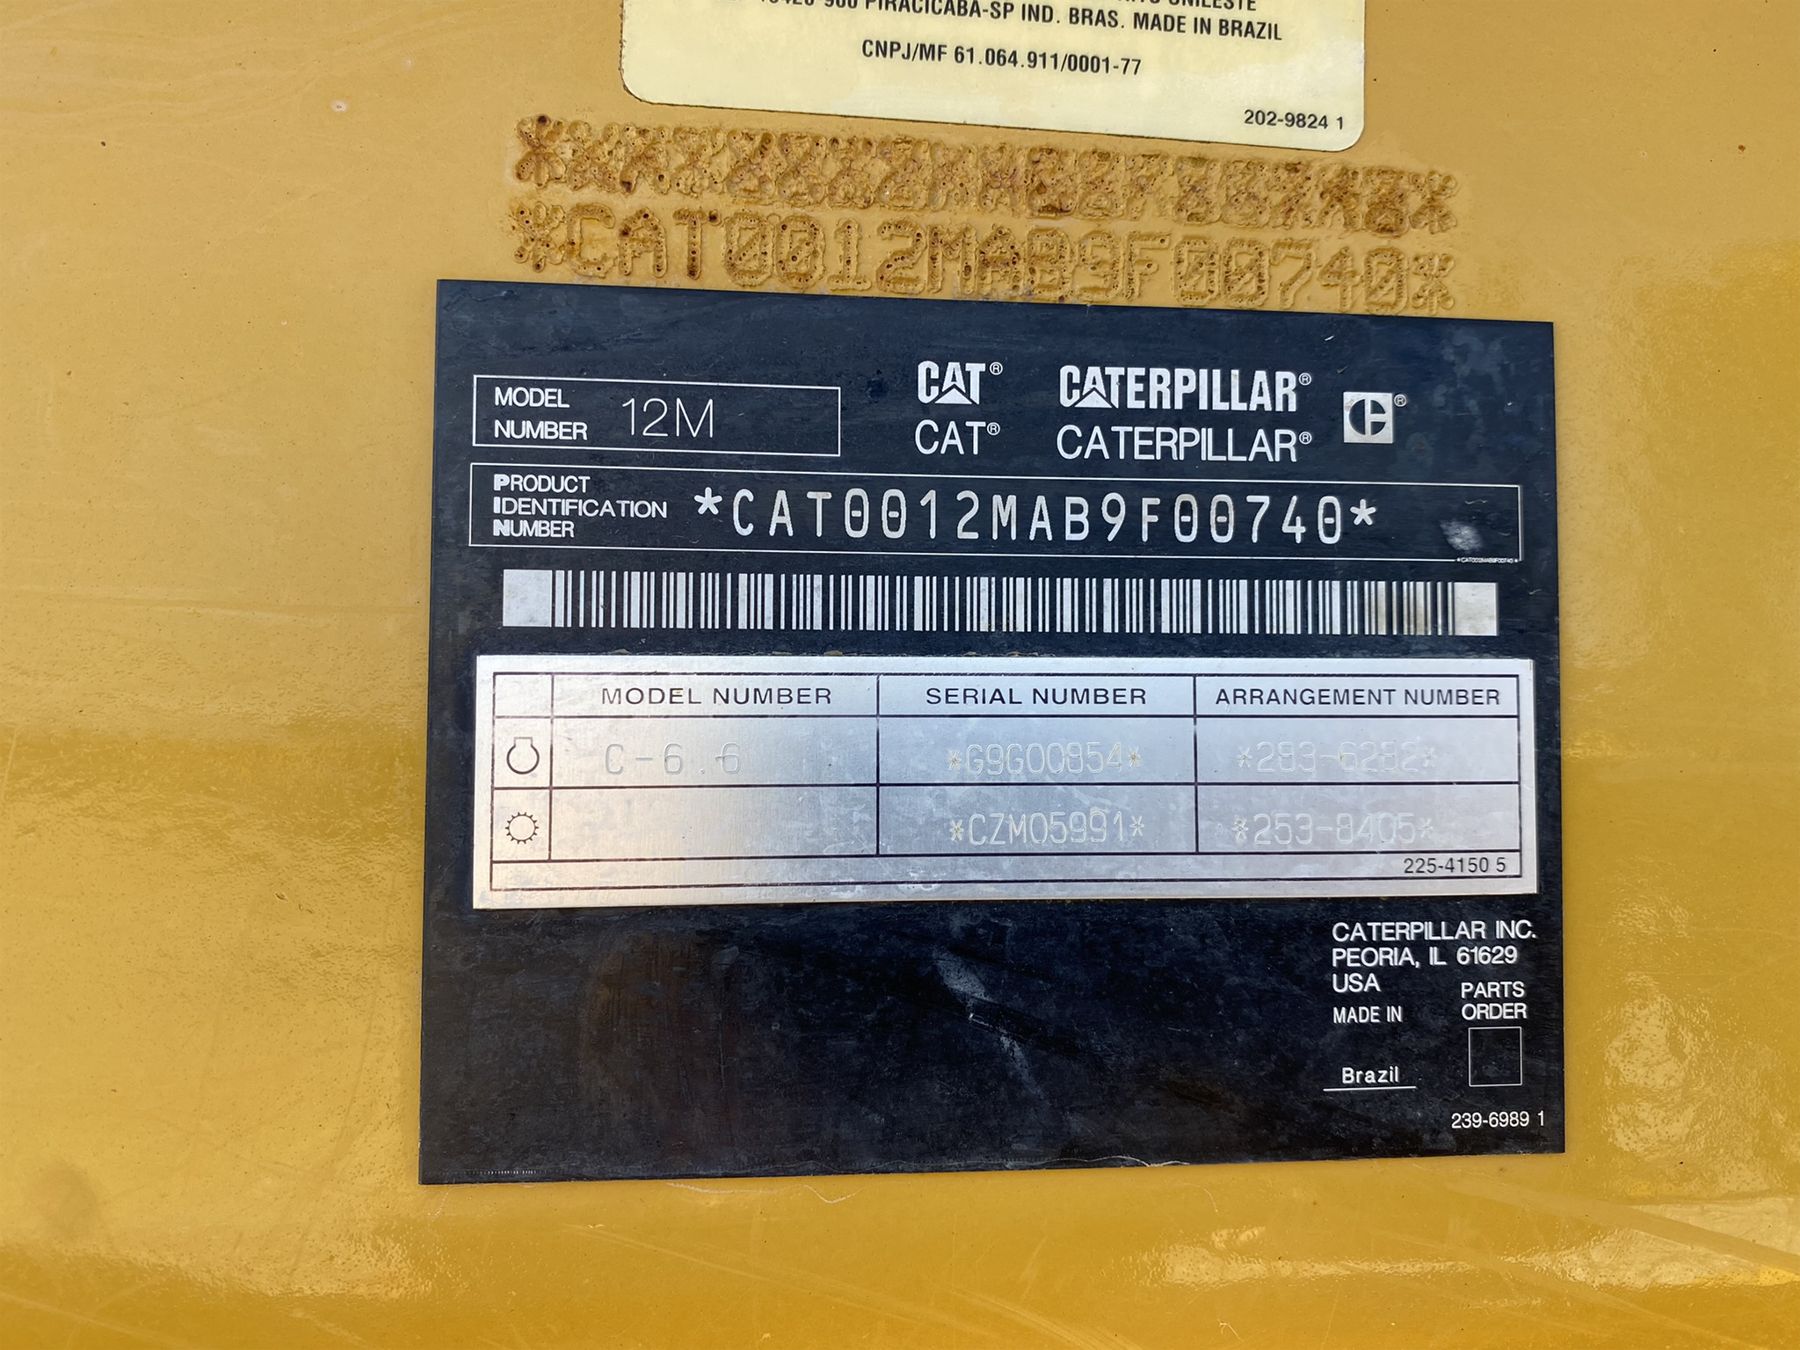 PIRACICABA-SP IND. BRAS. MADE IN BRAZIL
CNPJ/MF 61.064.911/0001-77
202-9824 1
*CAT0012MAB9F00740*
MODEL NUMBER 12M
CAT® CATERPILLAR®
CAT® CATERPILLAR®
PRODUCT IDENTIFICATION NUMBER *CAT0012MAB9F00740*
MODEL NUMBER SERIAL NUMBER ARRANGEMENT NUMBER
C-6.6 *G9G00854* *283-6282*
*CZM05991* *253-8405*
225-4150 5
CATERPILLAR INC.
PEORIA, IL 61629
USA
MADE IN
Brazil
PARTS
ORDER
239-6989 1